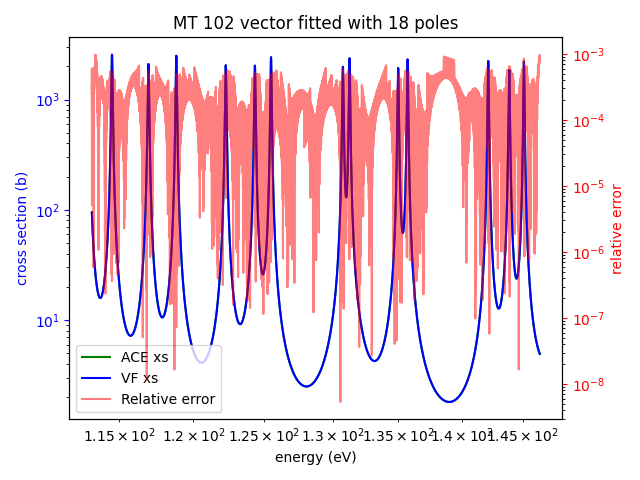 MT 102 vector fitted with 18 poles
10³
10²
10¹
cross section (b)
10⁻³
10⁻⁴
10⁻⁵
10⁻⁶
10⁻⁷
10⁻⁸
relative error
ACE xs
VF xs
Relative error
1.15 × 10² 1.2 × 10² 1.25 × 10² 1.3 × 10² 1.35 × 10² 1.4 × 10² 1.45 × 10²
energy (eV)